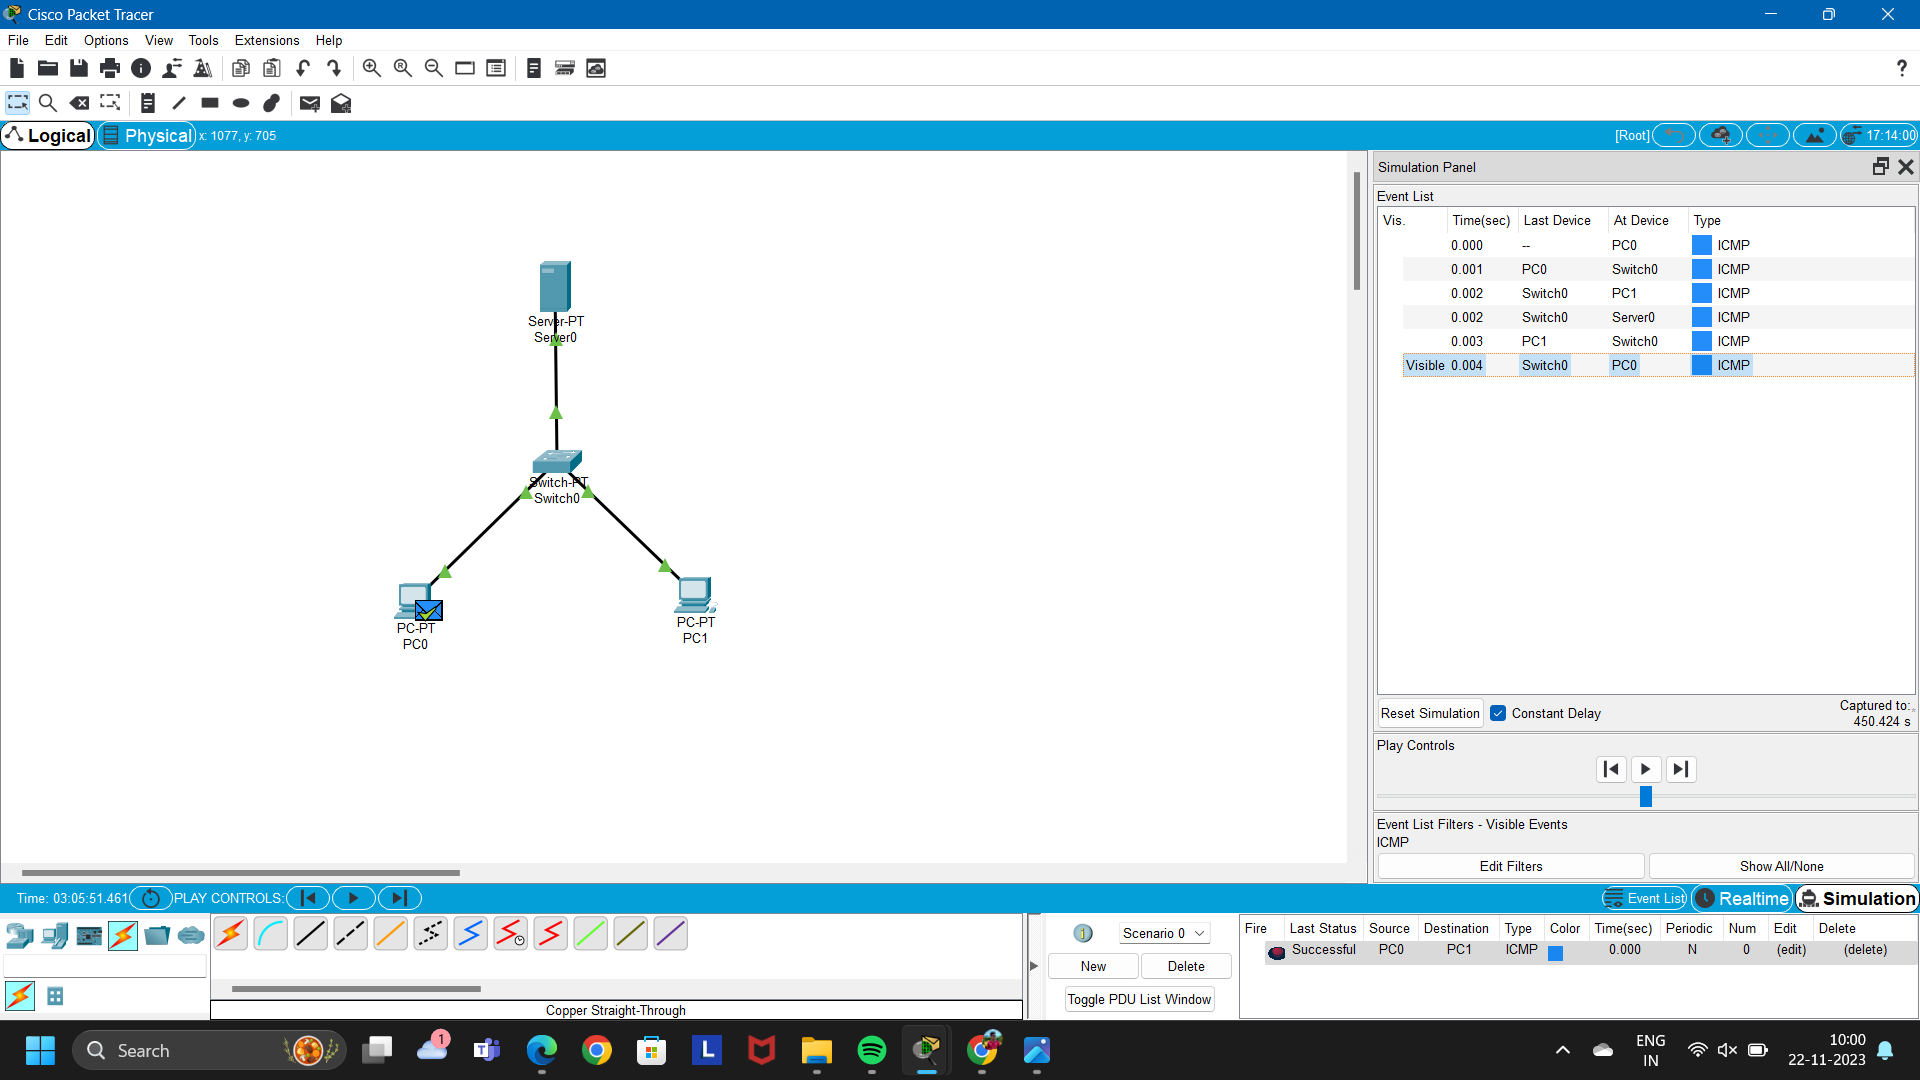 Cisco Packet Tracer
File Edit Options View Tools Extensions Help
?
Logical Physical x: 1077, y: 705 [Root] 17:14:00
Simulation Panel
Event List
Vis. Time(sec) Last Device At Device Type
0.000 -- PC0 ICMP
0.001 PC0 Switch0 ICMP
0.002 Switch0 PC1 ICMP
0.002 Switch0 Server0 ICMP
0.003 PC1 Switch0 ICMP
Visible 0.004 Switch0 PC0 ICMP
Server-PT
Server0
Switch-PT
Switch0
PC-PT
PC0
PC-PT
PC1
Reset Simulation Constant Delay Captured to:
450.424 s
Play Controls
Event List Filters - Visible Events
ICMP
Edit Filters Show All/None
Time: 03:05:51.461 PLAY CONTROLS: Event List Realtime Simulation
Scenario 0
New Delete
Toggle PDU List Window
Fire Last Status Source Destination Type Color Time(sec) Periodic Num Edit Delete
Successful PC0 PC1 ICMP 0.000 N 0 (edit) (delete)
Copper Straight-Through
Search 1 L ENG 10:00
IN 22-11-2023